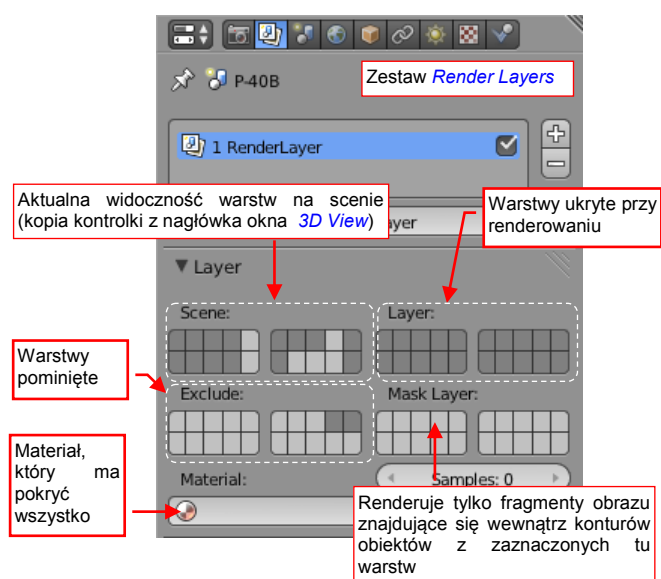 P-40B
Zestaw Render Layers
1 RenderLayer
Aktualna widoczność warstw na scenie
(kopia kontrolki z nagłówka okna 3D View)
ayer
Warstwy ukryte przy
renderowaniu
Layer
Scene:
Layer:
Warstwy
pominięte
Exclude:
Mask Layer:
Materiał,
który ma
pokryć
wszystko
Material:
Samples: 0
Renderuje tylko fragmenty obrazu
znajdujące się wewnątrz konturów
obiektów z zaznaczonych tu
warstw